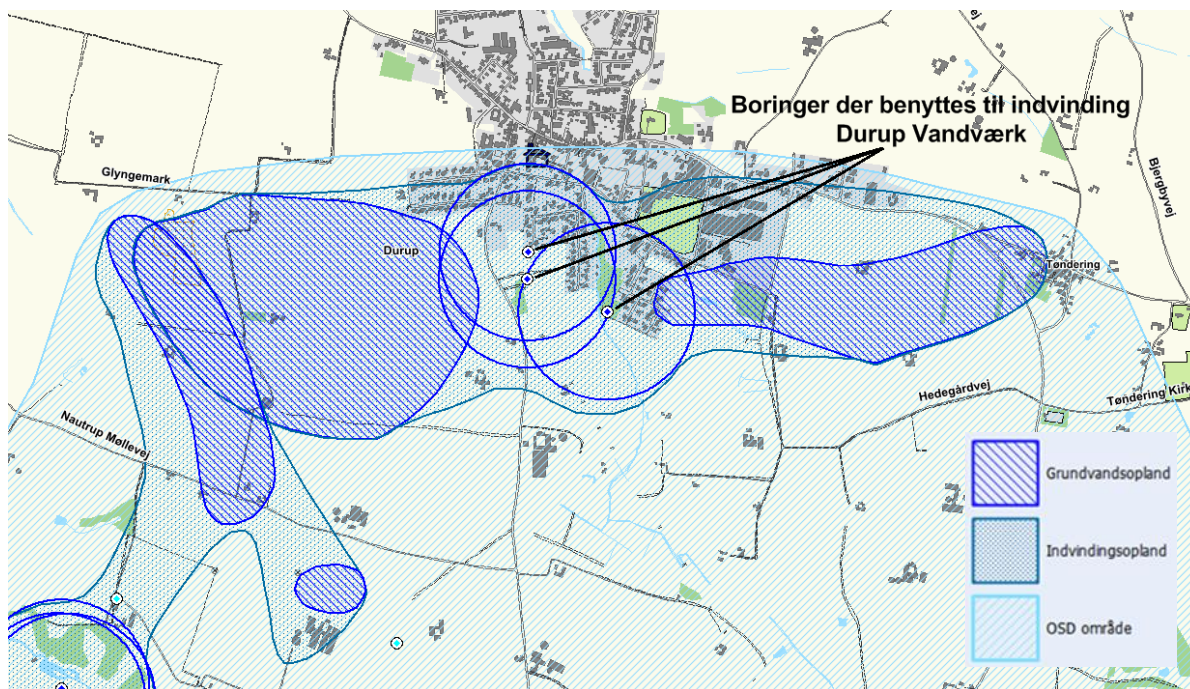 Boringer der benyttes til indvinding
Durup Vandværk
Glyngemark
Bjergbyvej
Durup
Tøndering
Hedegårdvej
Tøndering Kirk
Nautrup Møllevej
Grundvandsopland
Indvindingsopland
OSD område